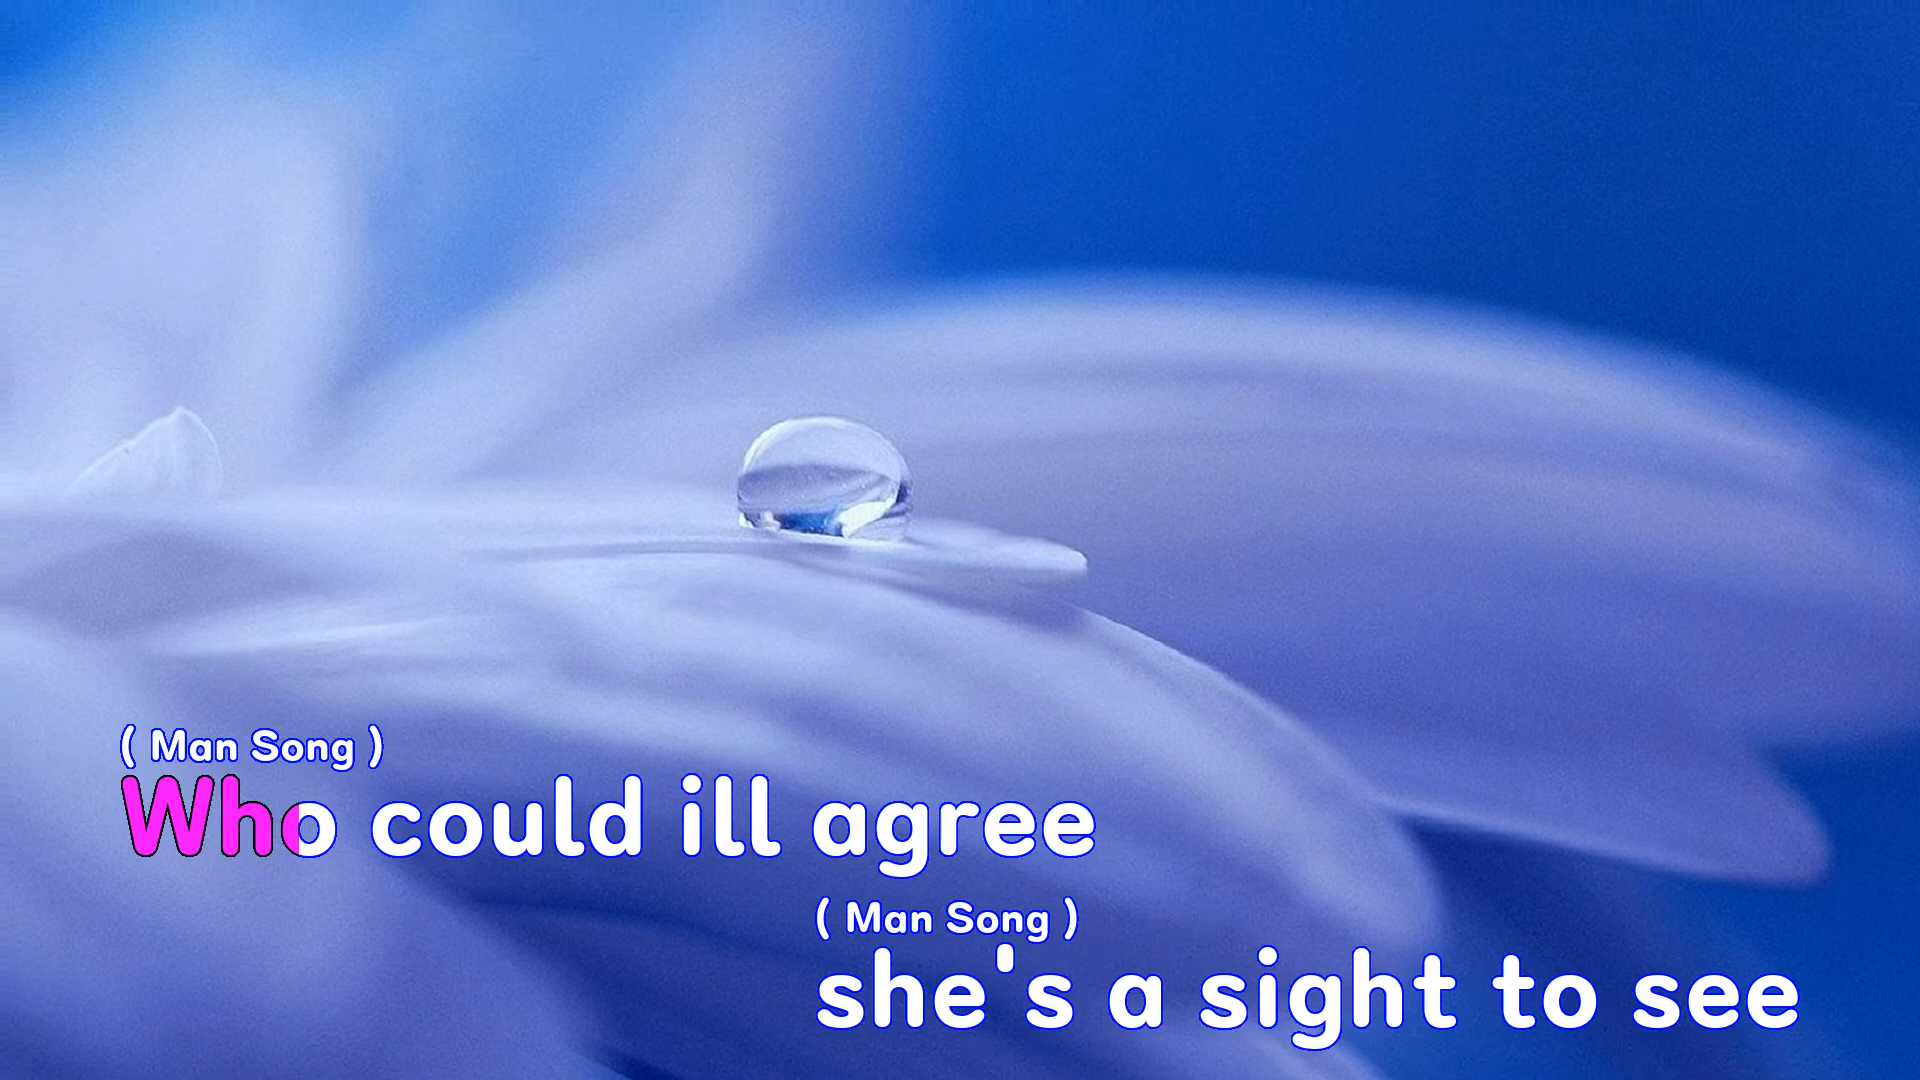 ( Man Song )
Who could ill agree
( Man Song )
she's a sight to see